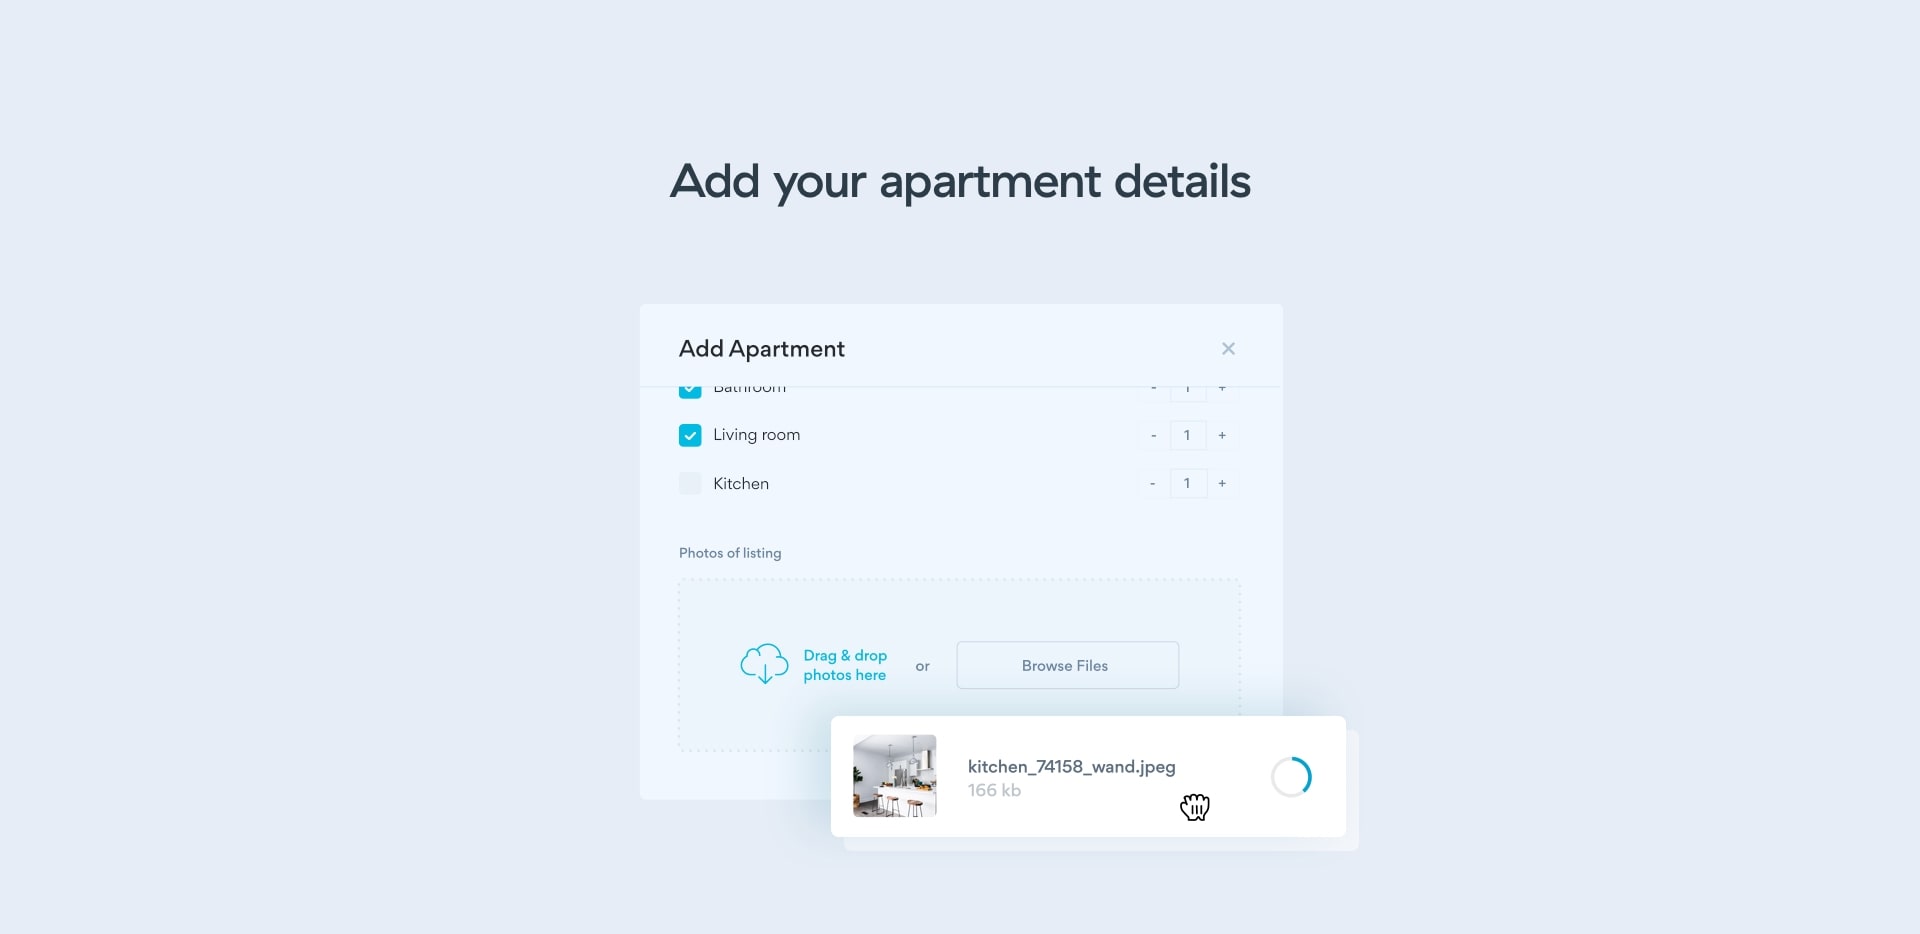 Add your apartment details
Add Apartment
Bathroom - 1 +
Living room - 1 +
Kitchen - 1 +
Photos of listing
Drag & drop
photos here
or
Browse Files
kitchen_74158_wand.jpeg
166 kb